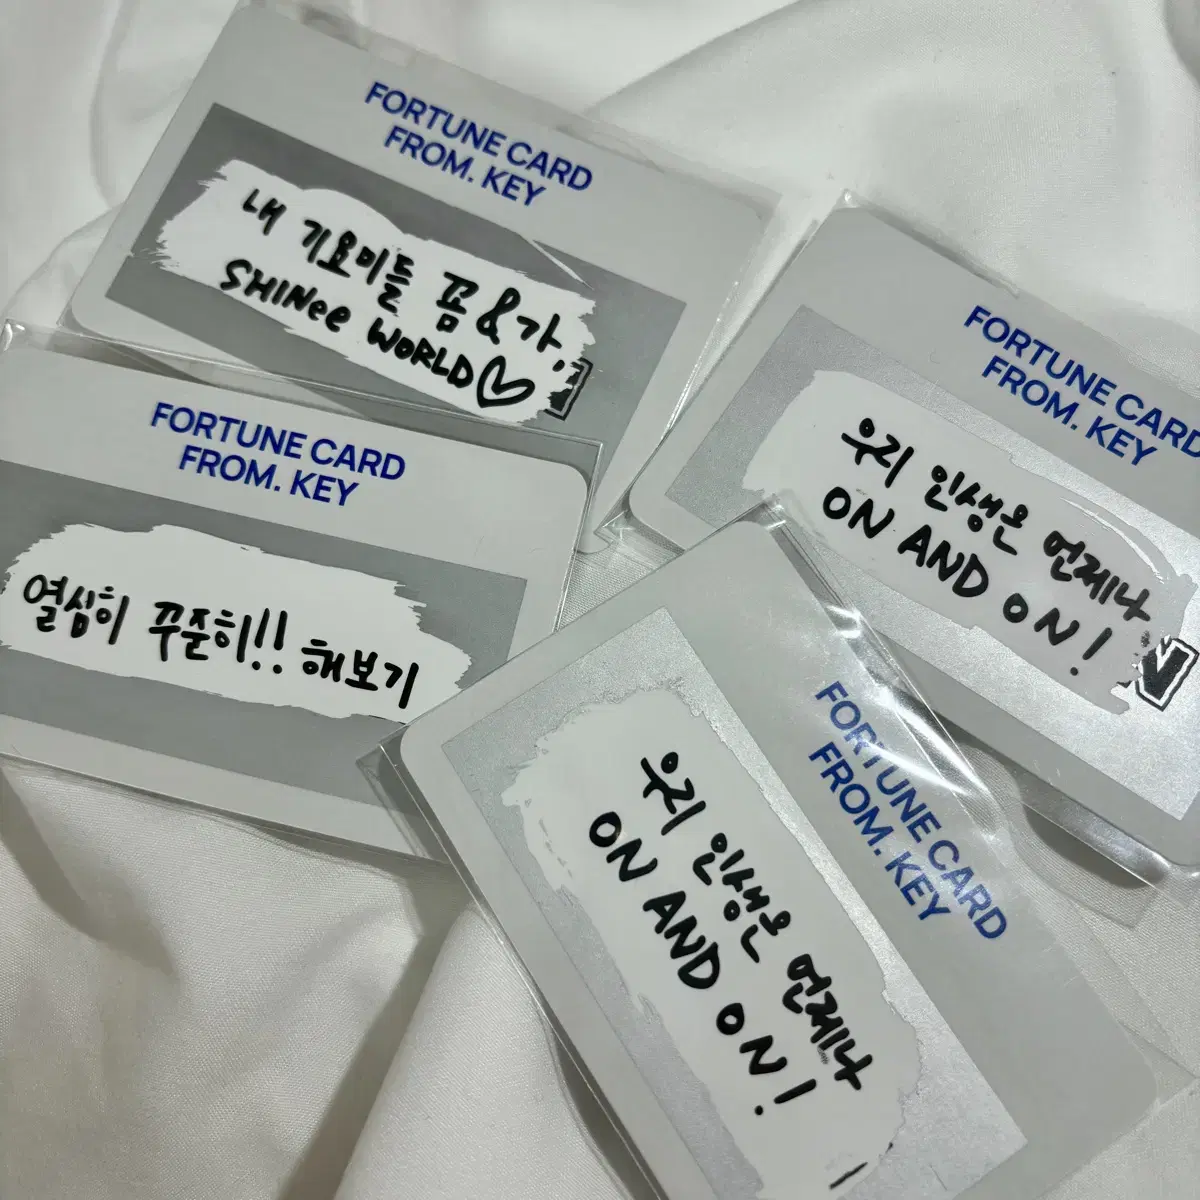 FORTUNE CARD
FROM. KEY
내 기요미들 꼼&가,
SHINee WORLD♡
FORTUNE CARD
FROM. KEY
우리 인생은 언제나
ON AND ON!
FORTUNE CARD
FROM. KEY
열심히 꾸준히!! 해보기
FORTUNE CARD
FROM. KEY
우리 인생은 언제나
ON AND ON!